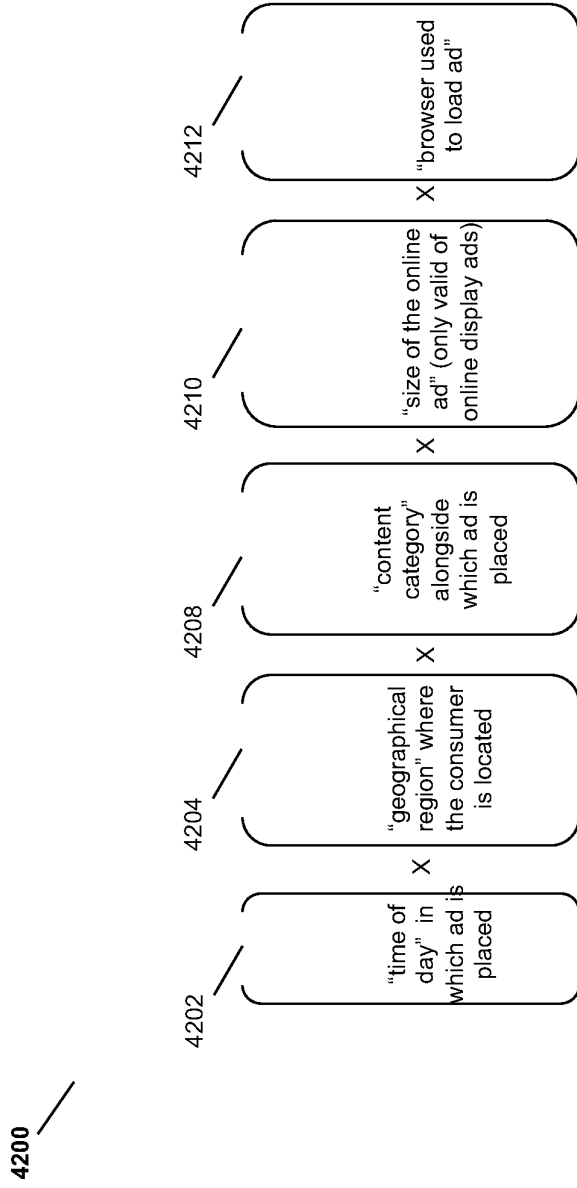 4200
4202
4204
4208
4210
4212
“time of
day” in
which ad is
placed
X
“geographical
region” where
the consumer
is located
X
“content
category”
alongside
which ad is
placed
X
“size of the online
ad” (only valid of
online display ads)
X
“browser used
to load ad”